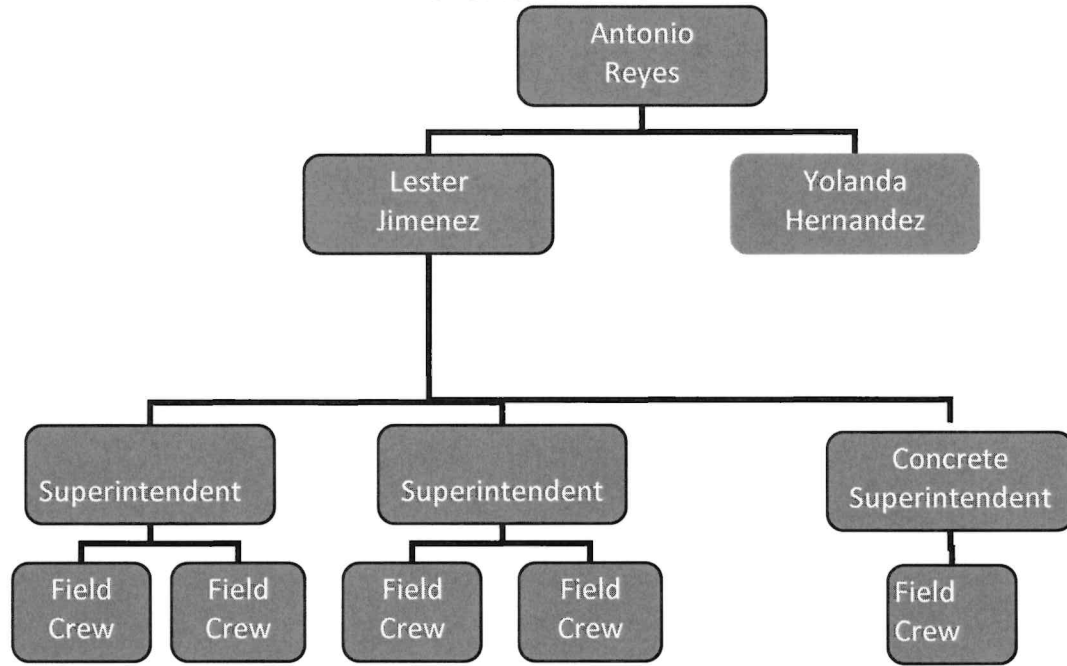 Antonio
Reyes
Lester
Jimenez
Yolanda
Hernandez
Superintendent
Superintendent
Concrete
Superintendent
Field
Crew
Field
Crew
Field
Crew
Field
Crew
Field
Crew